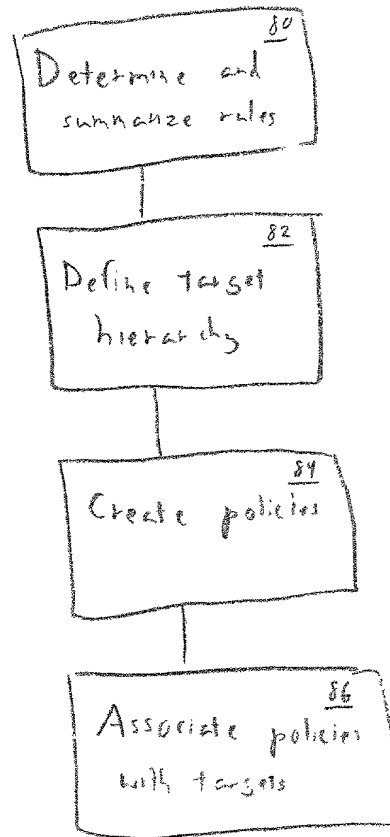 80
Determine and
summarize rules
82
Define target
hierarchy
84
Create policies
86
Associate policies
with targets